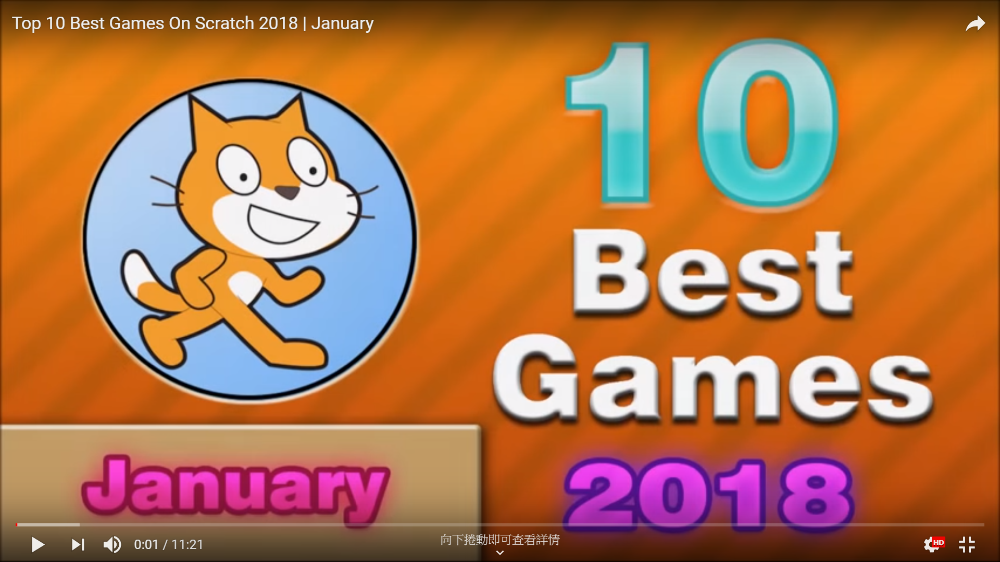 Top 10 Best Games On Scratch 2018 | January
10
Best
Games
January
2018
0:01 / 11:21
向下捲動即可查看詳情
HD